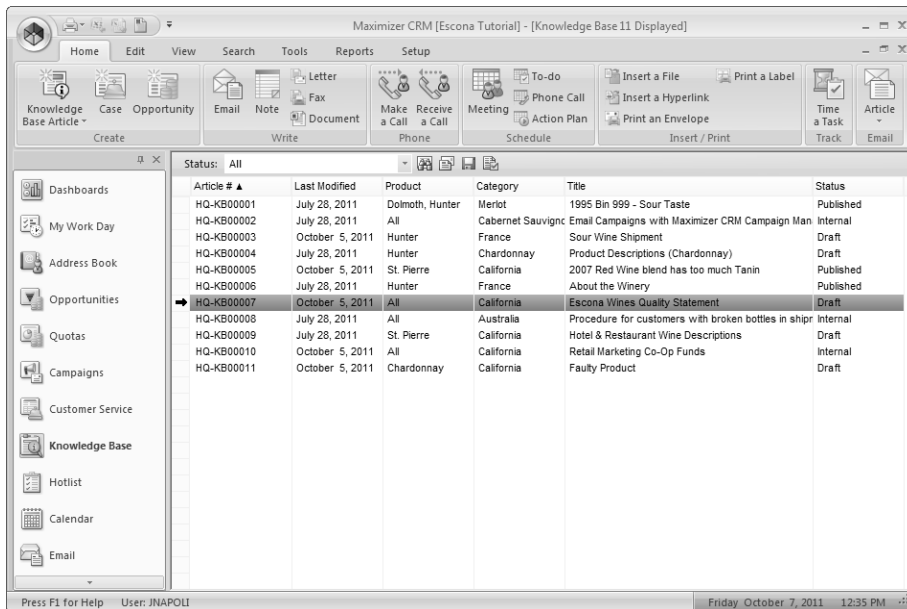 Maximizer CRM [Escona Tutorial] - [Knowledge Base 11 Displayed]
Home Edit View Search Tools Reports Setup
Knowledge Base Article Case Opportunity
Create
Email Note Letter Fax Document
Write
Make a Call Receive a Call
Phone
Meeting To-do Phone Call Action Plan
Schedule
Insert a File Insert a Hyperlink Print an Envelope Print a Label
Insert / Print
Time a Task
Track
Article
Email
Dashboards
My Work Day
Address Book
Opportunities
Quotas
Campaigns
Customer Service
Knowledge Base
Hotlist
Calendar
Email
Status: All
Article # ▲ Last Modified Product Category Title Status
HQ-KB00001 July 28, 2011 Dolmoth, Hunter Merlot 1995 Bin 999 - Sour Taste Published
HQ-KB00002 July 28, 2011 All Cabernet Sauvignc Email Campaigns with Maximizer CRM Campaign Man Internal
HQ-KB00003 October 5, 2011 Hunter France Sour Wine Shipment Draft
HQ-KB00004 July 28, 2011 Hunter Chardonnay Product Descriptions (Chardonnay) Draft
HQ-KB00005 October 5, 2011 St. Pierre California 2007 Red Wine blend has too much Tanin Published
HQ-KB00006 July 28, 2011 Hunter France About the Winery Published
HQ-KB00007 October 5, 2011 All California Escona Wines Quality Statement Draft
HQ-KB00008 July 28, 2011 All Australia Procedure for customers with broken bottles in shipr Internal
HQ-KB00009 July 28, 2011 St. Pierre California Hotel & Restaurant Wine Descriptions Draft
HQ-KB00010 October 5, 2011 All California Retail Marketing Co-Op Funds Internal
HQ-KB00011 October 5, 2011 Chardonnay California Faulty Product Draft
Press F1 for Help User: JNAPOLI Friday October 7, 2011 12:35 PM